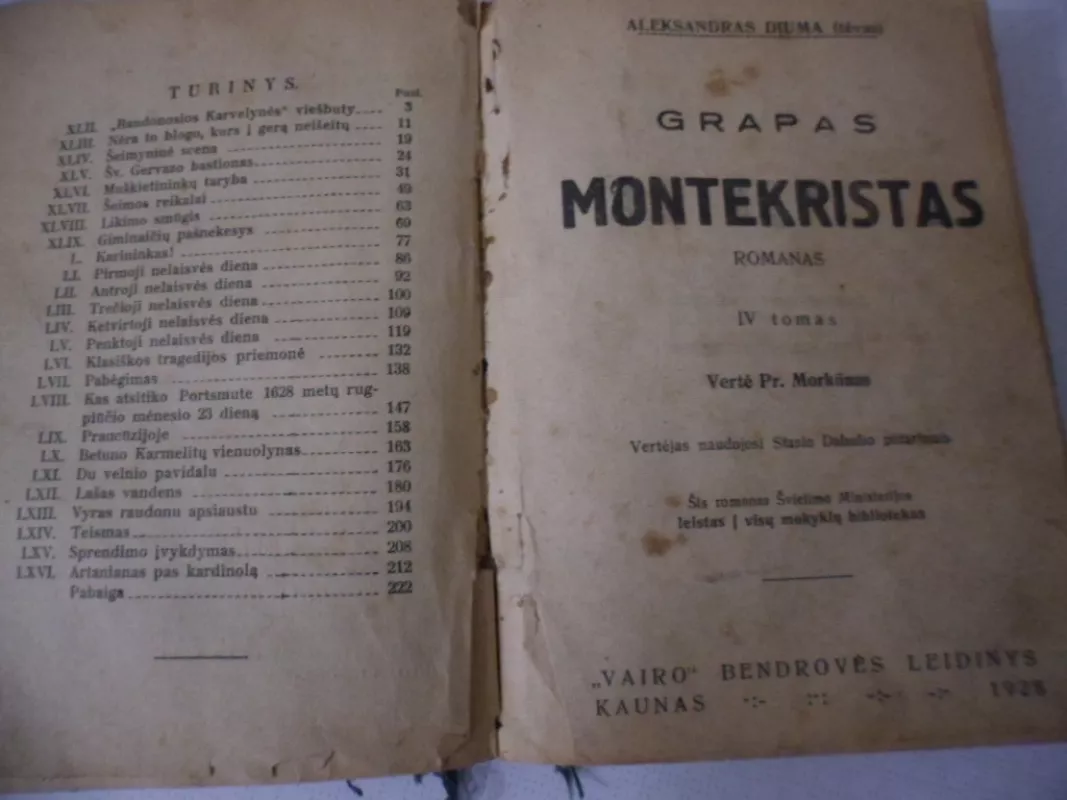 TURINYS.
Pusl.
XLII. „Raudonosios Karvelynės“ viešbuty 3
XLIII. Nėra to blogo, kurs į gerą neišeitų 11
XLIV. Šeimyninė scena 19
XLV. Šv. Gervazo bastionas 24
XLVI. Muškietininkų taryba 31
XLVII. Šeimos reikalai 49
XLVIII. Likimo smūgis 63
XLIX. Giminaičių pašnekesys 69
L. Karininkas! 77
LI. Pirmoji nelaisvės diena 86
LII. Antroji nelaisvės diena 92
LIII. Trečioji nelaisvės diena 100
LIV. Ketvirtoji nelaisvės diena 109
LV. Penktoji nelaisvės diena 119
LVI. Klasiškos tragedijos priemonė 132
LVII. Pabėgimas 138
LVIII. Kas atsitiko Portsmute 1628 metų rug-
piūčio mėnesio 23 dieną 147
LIX. Prancūzijoje 158
LX. Betuno Karmelitų vienuolynas 163
LXI. Du velnio pavidalu 176
LXII. Lašas vandens 180
LXIII. Vyras raudonu apsiaustu 194
LXIV. Teismas 200
LXV. Sprendimo įvykdymas 208
LXVI. Artanianas pas kardinolą 212
Pabaiga 222
ALEKSANDRAS DIUMA (tėvas)
GRAPAS
MONTEKRISTAS
ROMANAS
IV tomas
Vertė Pr. Morkūnas
Vertėjas naudojosi Stasio Dabušio patarimais
Šis romanas Švietimo Ministerijos
leistas į visų mokyklų bibliotekas
„VAIRO“ BENDROVĖS LEIDINYS
KAUNAS 1928